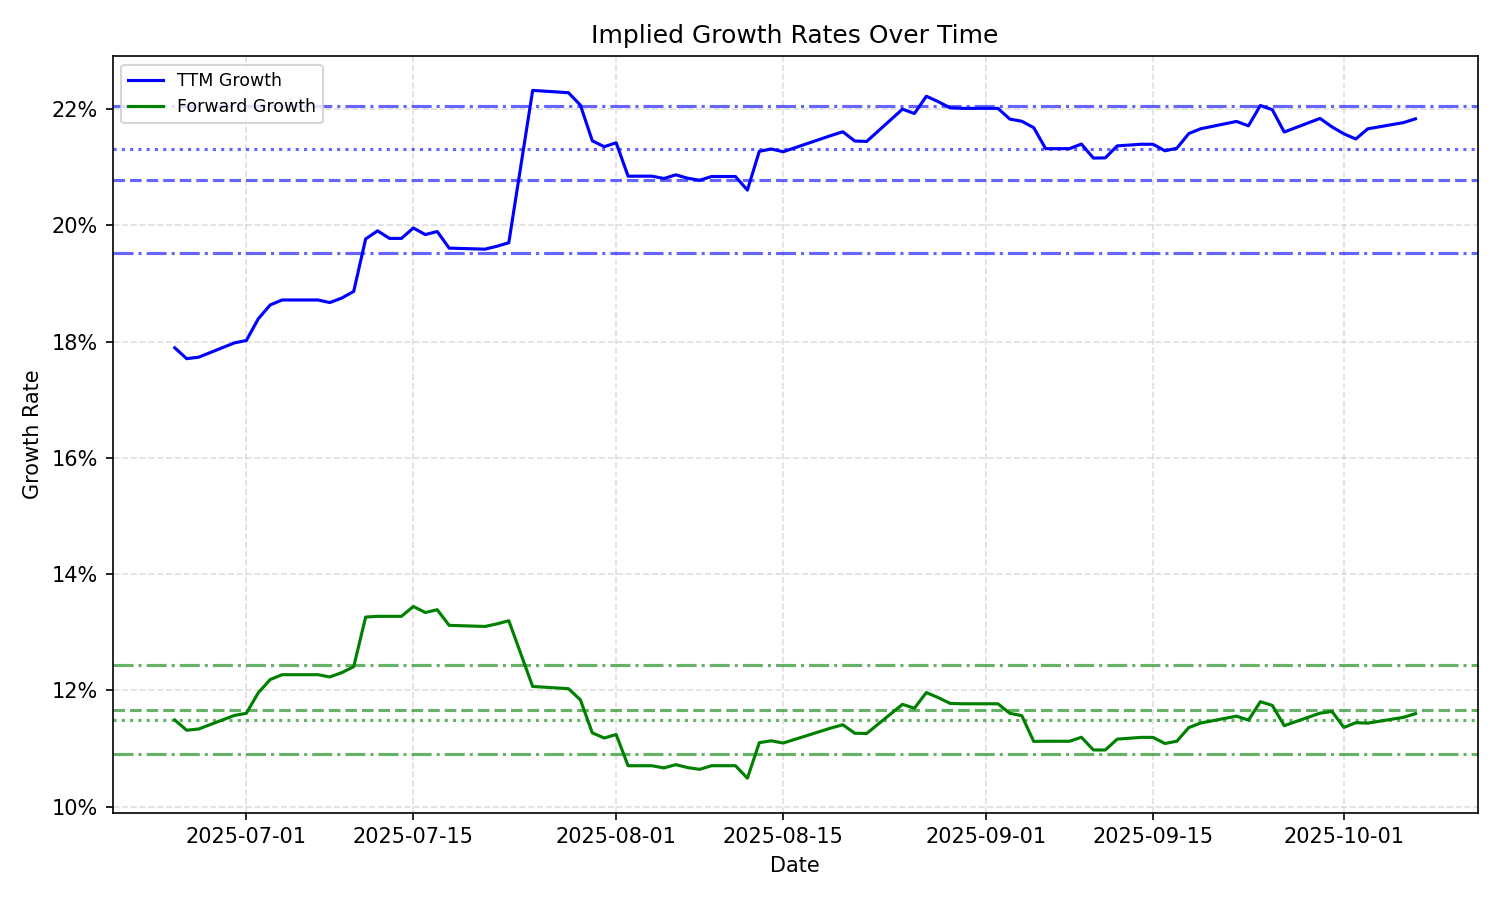 Implied Growth Rates Over Time
TTM Growth
Forward Growth
Growth Rate
22%
20%
18%
16%
14%
12%
10%
2025-07-01
2025-07-15
2025-08-01
2025-08-15
2025-09-01
2025-09-15
2025-10-01
Date